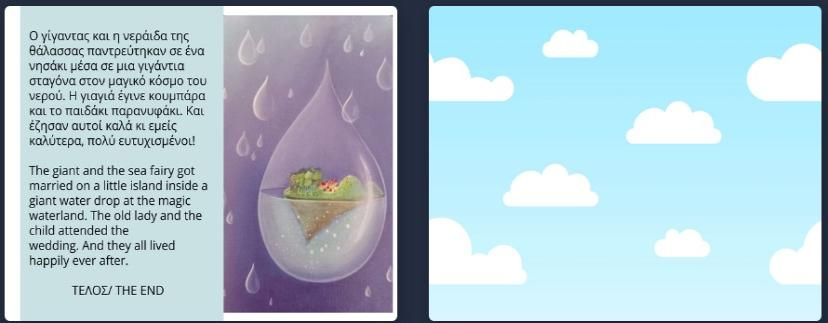 Ο γίγαντας και η νεράιδα της
θάλασσας παντρεύτηκαν σε ένα
νησάκι μέσα σε μια γιγάντια
σταγόνα στον μαγικό κόσμο του
νερού. Η γιαγιά έγινε κουμπάρα
και το παιδάκι παρανυφάκι. Και
έζησαν αυτοί καλά κι εμείς
καλύτερα, πολύ ευτυχισμένοι!
The giant and the sea fairy got
married on a little island inside a
giant water drop at the magic
waterland. The old lady and the
child attended the
wedding. And they all lived
happily ever after.
ΤΕΛΟΣ/ THE END